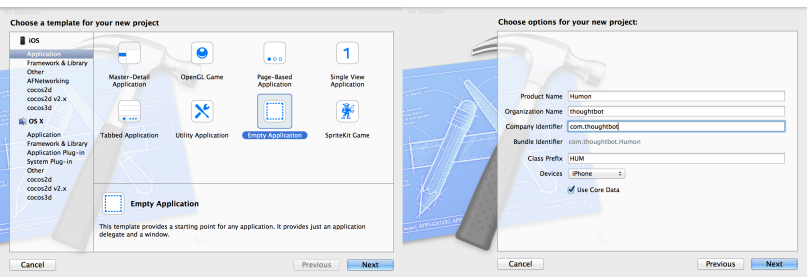 Choose a template for your new project
iOS
Application
Framework & Library
Other
AFNetworking
cocos2d
cocos2d v2.x
cocos3d
OS X
Application
Framework & Library
Application Plug-in
System Plug-in
Other
cocos2d
cocos2d v2.x
cocos3d
Master-Detail
Application
OpenGL Game
Page-Based
Application
1
Single View
Application
Tabbed Application
Utility Application
Empty Application
SpriteKit Game
Empty Application
This template provides a starting point for any application. It provides just an application
delegate and a window.
Cancel
Previous
Next
Choose options for your new project:
Product Name Humon
Organization Name thoughtbot
Company Identifier com.thoughtbot
Bundle Identifier com.thoughtbot.Humon
Class Prefix HUM
Devices iPhone
Use Core Data
Cancel
Previous
Next